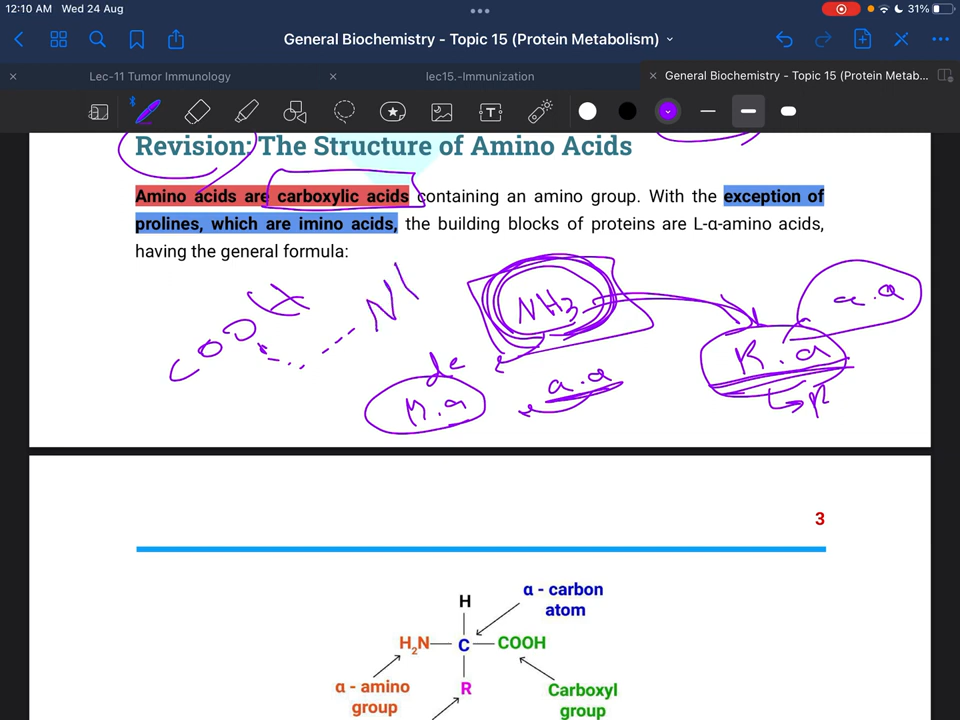 12:10 AM Wed 24 Aug 31%
General Biochemistry - Topic 15 (Protein Metabolism)
Lec-11 Tumor Immunology
lec15.-Immunization
General Biochemistry - Topic 15 (Protein Metab...
Revision: The Structure of Amino Acids
Amino acids are carboxylic acids containing an amino group. With the exception of
prolines, which are imino acids, the building blocks of proteins are L-α-amino acids,
having the general formula:
COOH
NH3
a.a
K.a
de
a.a
3
H
α - carbon
atom
H2N C COOH
α - amino
group
R
Carboxyl
group